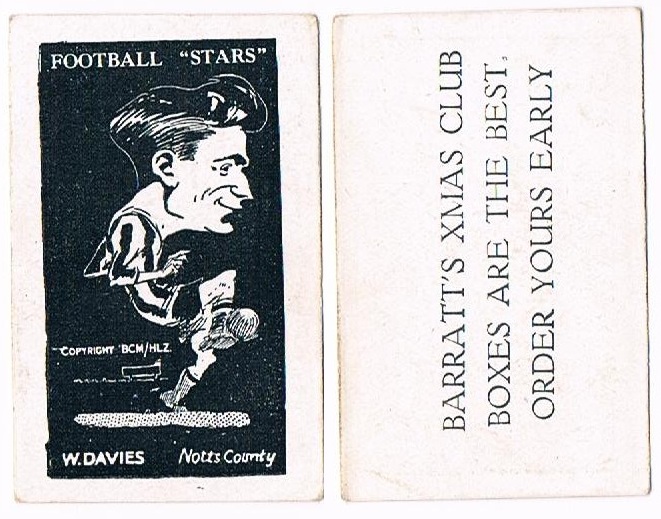 FOOTBALL "STARS"
COPYRIGHT BCM/HLZ.
W. DAVIES Notts County
BARRATT'S XMAS CLUB
BOXES ARE THE BEST.
ORDER YOURS EARLY